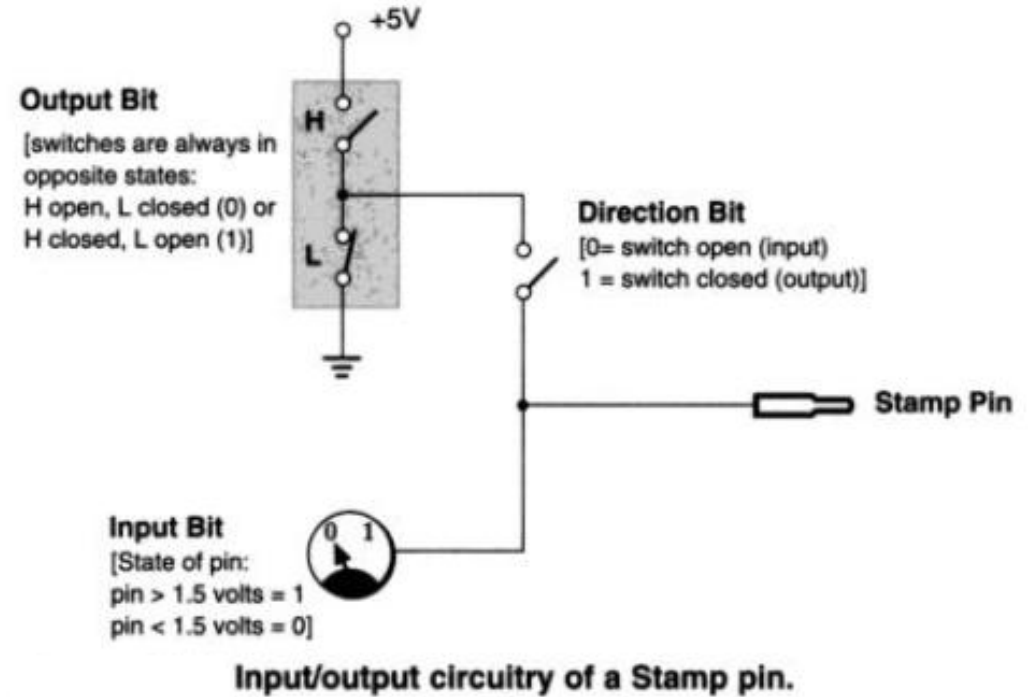 +5V
Output Bit
[switches are always in
opposite states:
H open, L closed (0) or
H closed, L open (1)]
H
L
Direction Bit
[0= switch open (input)
1 = switch closed (output)]
Stamp Pin
Input Bit
[State of pin:
pin > 1.5 volts = 1
pin < 1.5 volts = 0]
0 1
Input/output circuitry of a Stamp pin.